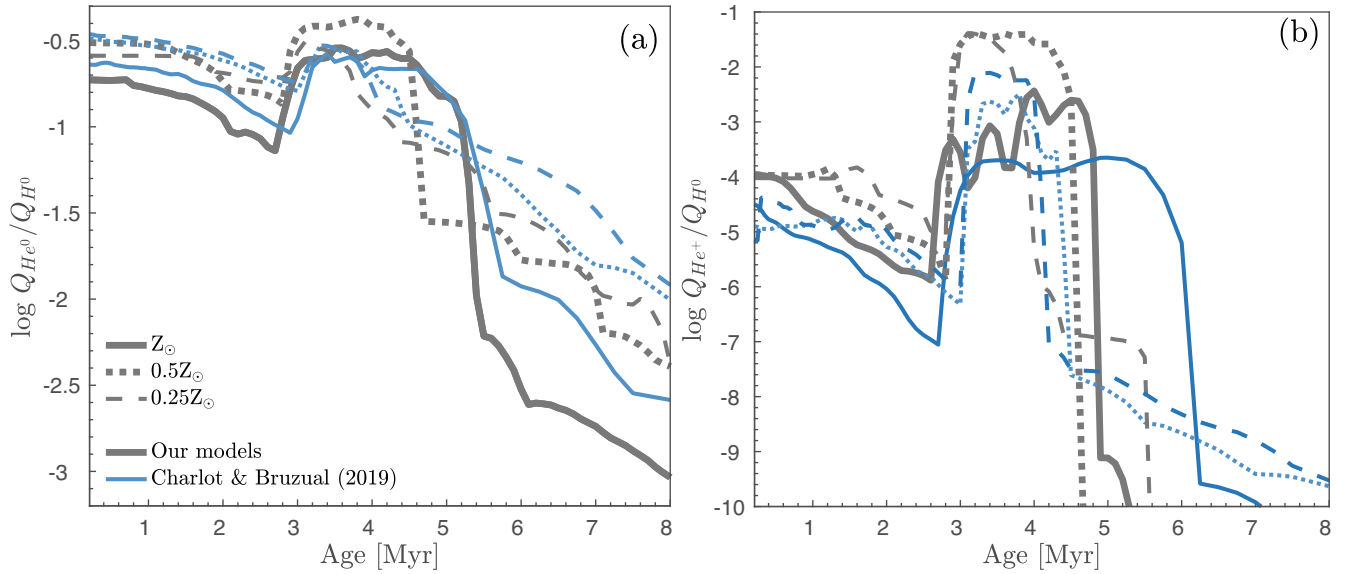 (a)
log Q_{He^0}/Q_{H^0}
-0.5
-1
-1.5
-2
-2.5
-3
Z⊙
0.5Z⊙
0.25Z⊙
Our models
Charlot & Bruzual (2019)
1 2 3 4 5 6 7 8
Age [Myr]
(b)
log Q_{He^+}/Q_{H^0}
-1
-2
-3
-4
-5
-6
-7
-8
-9
-10
1 2 3 4 5 6 7 8
Age [Myr]